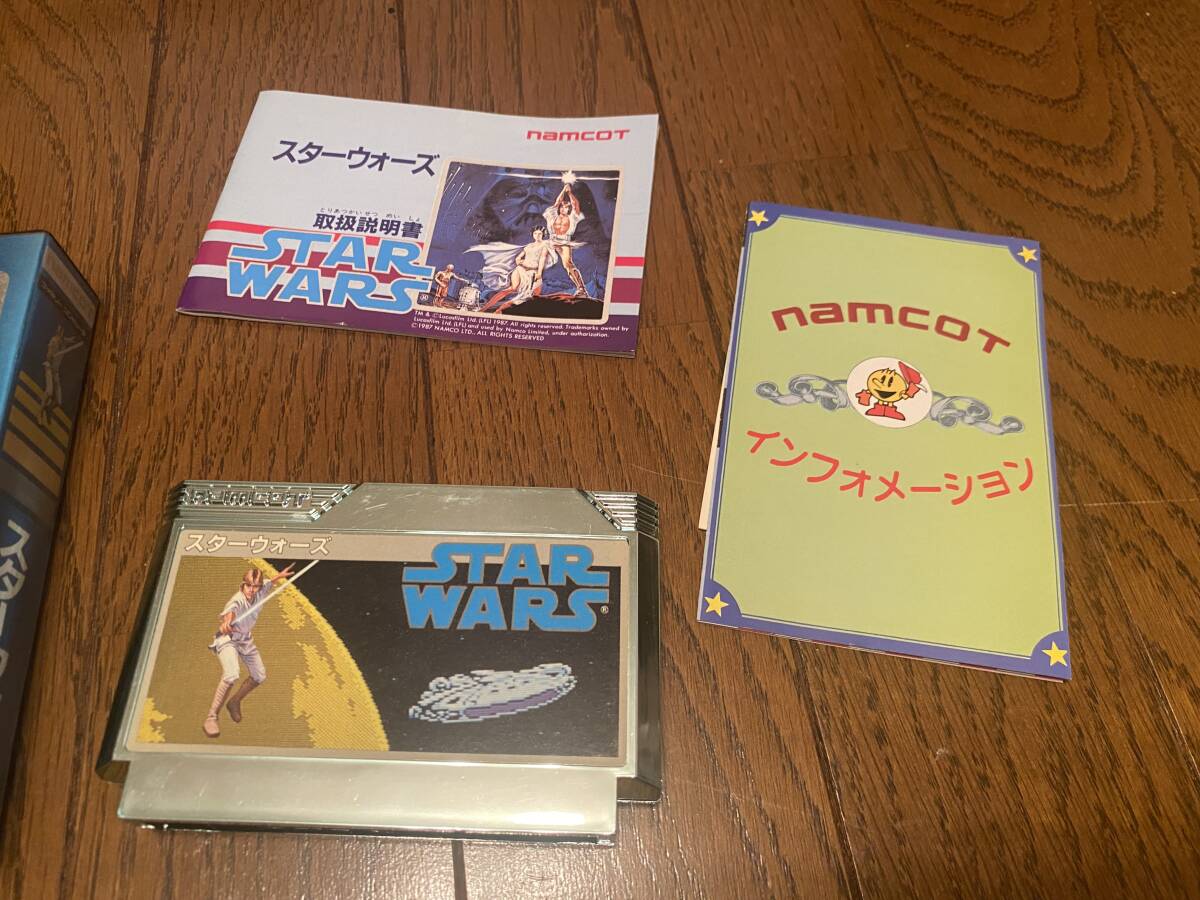 namcot
スターウォーズ
とりあつかいせつ めい しょ
取扱説明書
STAR
WARS
TM & ©Lucasfilm Ltd. (LFL) 1987. All rights reserved. Trademarks owned by
Lucasfilm Ltd. (LFL) and used by Namco Limited, under authorization.
©1987 NAMCO LTD., ALL RIGHTS RESERVED
namcot
インフォメーション
namcot
スターウォーズ
STAR
WARS®
スター